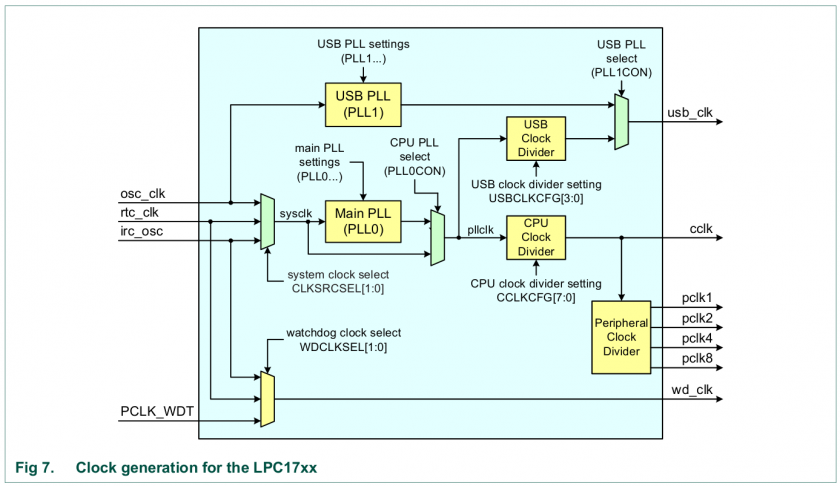 USB PLL settings
(PLL1...)
USB PLL
select
(PLL1CON)
USB PLL
(PLL1)
usb_clk
USB
Clock
Divider
main PLL
settings
(PLL0...)
CPU PLL
select
(PLL0CON)
USB clock divider setting
USBCLKCFG[3:0]
osc_clk
rtc_clk
irc_osc
sysclk
Main PLL
(PLL0)
pllclk
CPU
Clock
Divider
cclk
system clock select
CLKSRCSEL[1:0]
CPU clock divider setting
CCLKCFG[7:0]
Peripheral
Clock
Divider
pclk1
pclk2
pclk4
pclk8
watchdog clock select
WDCLKSEL[1:0]
wd_clk
PCLK_WDT
Fig 7. Clock generation for the LPC17xx